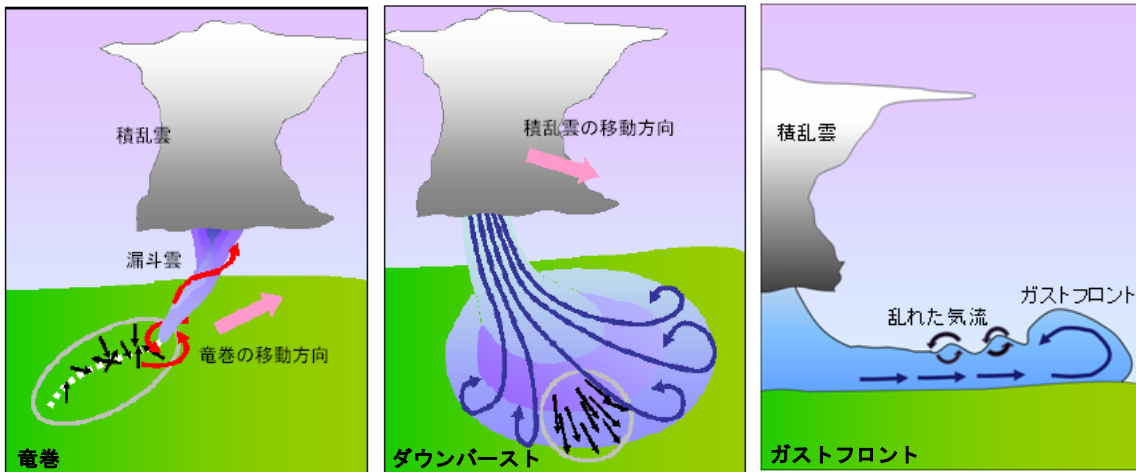 積乱雲
漏斗雲
竜巻の移動方向
竜巻
積乱雲の移動方向
ダウンバースト
積乱雲
ガストフロント
乱れた気流
ガストフロント